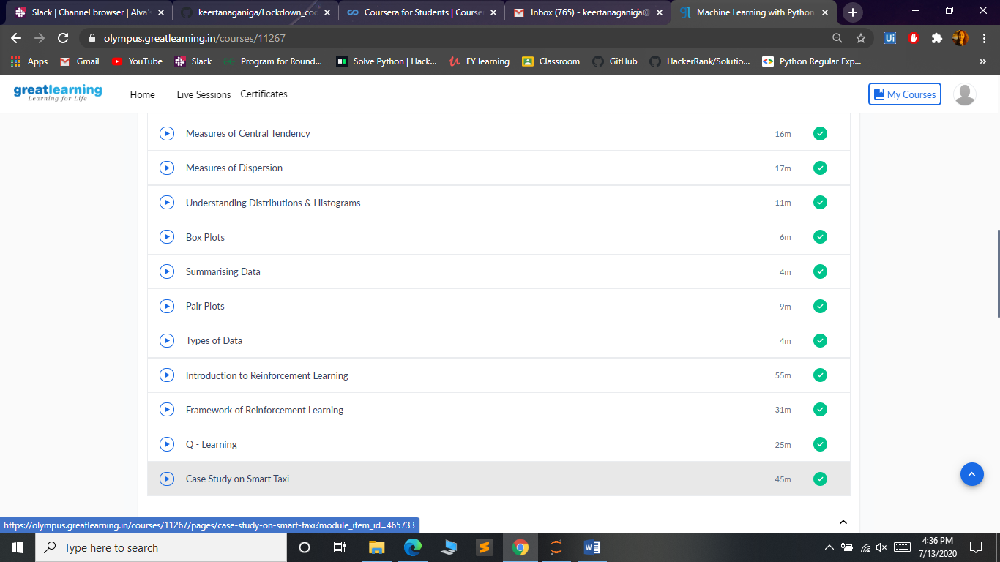 Slack | Channel browser | Alva's
keertanaganiga/Lockdown_co
Coursera for Students | Course
Inbox (765) - keertanaganiga@
Machine Learning with Python
olympus.greatlearning.in/courses/11267
Apps
Gmail
YouTube
Slack
Program for Round...
Solve Python | Hack...
EY learning
Classroom
GitHub
HackerRank/Solutio...
Python Regular Exp...
greatlearning
Learning for Life
Home
Live Sessions
Certificates
My Courses
Measures of Central Tendency 16m
Measures of Dispersion 17m
Understanding Distributions & Histograms 11m
Box Plots 6m
Summarising Data 4m
Pair Plots 9m
Types of Data 4m
Introduction to Reinforcement Learning 55m
Framework of Reinforcement Learning 31m
Q - Learning 25m
Case Study on Smart Taxi 45m
https://olympus.greatlearning.in/courses/11267/pages/case-study-on-smart-taxi?module_item_id=465733
Type here to search
4:36 PM
7/13/2020